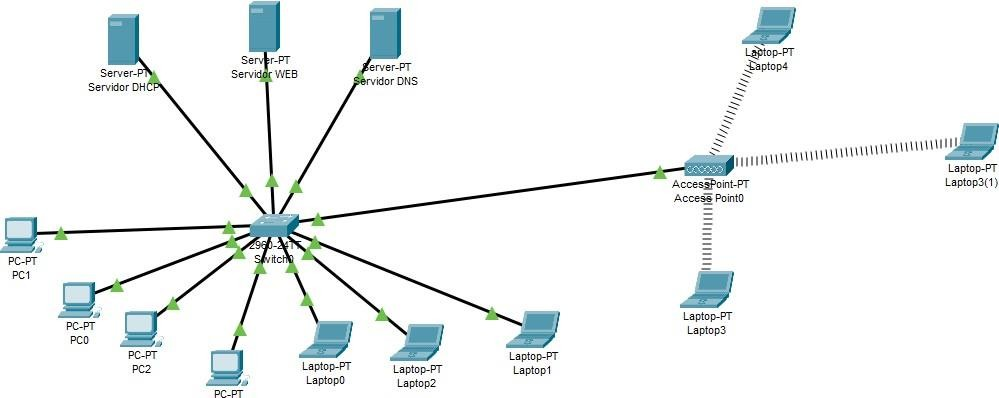 Server-PT
Servidor DHCP
Server-PT
Servidor WEB
Server-PT
Servidor DNS
Laptop-PT
Laptop4
Laptop-PT
Laptop3(1)
AccessPoint-PT
Access Point0
2960-24TT
Switch0
PC-PT
PC1
PC-PT
PC0
PC-PT
PC2
PC-PT
Laptop-PT
Laptop0
Laptop-PT
Laptop2
Laptop-PT
Laptop1
Laptop-PT
Laptop3